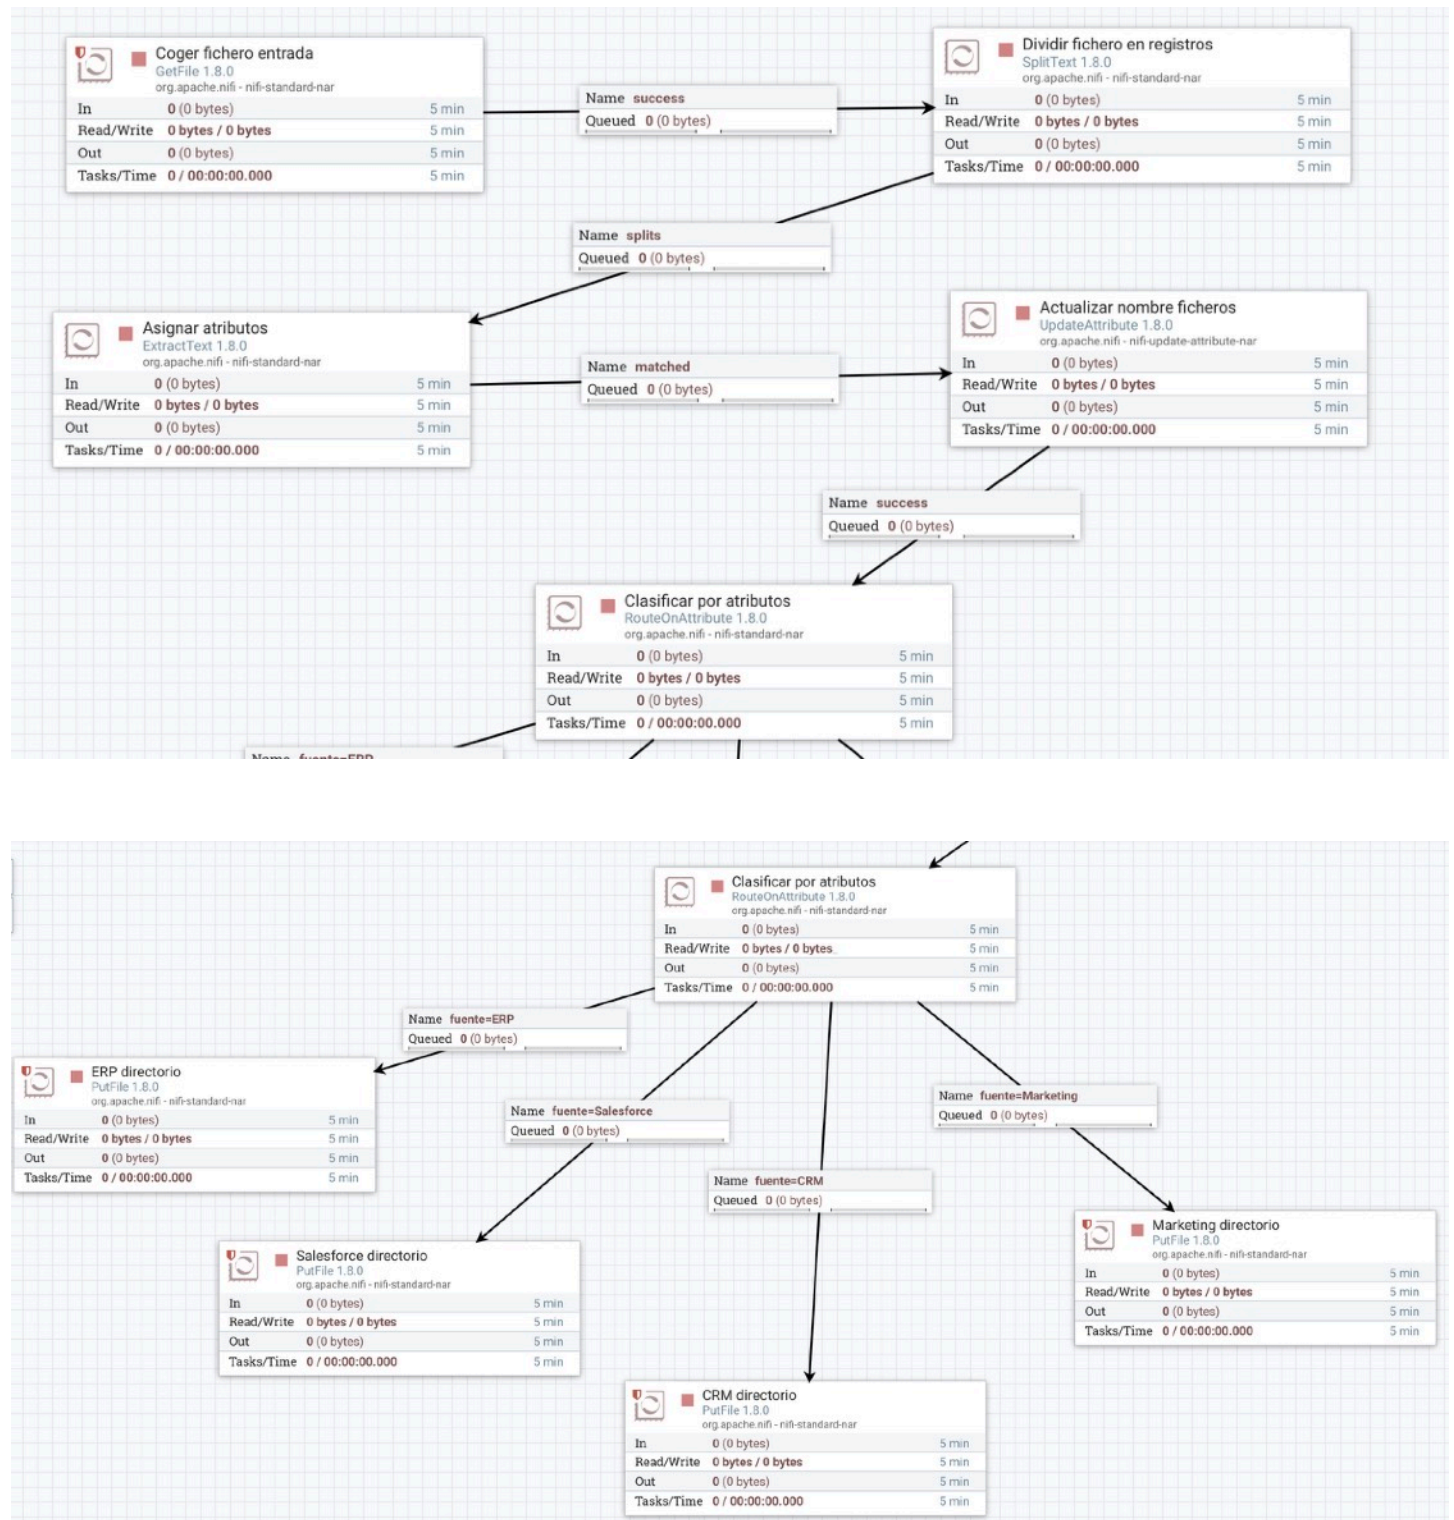 Coger fichero entrada
GetFile 1.8.0
org.apache.nifi - nifi-standard-nar
In 0 (0 bytes) 5 min
Read/Write 0 bytes / 0 bytes 5 min
Out 0 (0 bytes) 5 min
Tasks/Time 0 / 00:00:00.000 5 min
Name success
Queued 0 (0 bytes)
Dividir fichero en registros
SplitText 1.8.0
org.apache.nifi - nifi-standard-nar
In 0 (0 bytes) 5 min
Read/Write 0 bytes / 0 bytes 5 min
Out 0 (0 bytes) 5 min
Tasks/Time 0 / 00:00:00.000 5 min
Name splits
Queued 0 (0 bytes)
Asignar atributos
ExtractText 1.8.0
org.apache.nifi - nifi-standard-nar
In 0 (0 bytes) 5 min
Read/Write 0 bytes / 0 bytes 5 min
Out 0 (0 bytes) 5 min
Tasks/Time 0 / 00:00:00.000 5 min
Name matched
Queued 0 (0 bytes)
Actualizar nombre ficheros
UpdateAttribute 1.8.0
org.apache.nifi - nifi-update-attribute-nar
In 0 (0 bytes) 5 min
Read/Write 0 bytes / 0 bytes 5 min
Out 0 (0 bytes) 5 min
Tasks/Time 0 / 00:00:00.000 5 min
Name success
Queued 0 (0 bytes)
Clasificar por atributos
RouteOnAttribute 1.8.0
org.apache.nifi - nifi-standard-nar
In 0 (0 bytes) 5 min
Read/Write 0 bytes / 0 bytes 5 min
Out 0 (0 bytes) 5 min
Tasks/Time 0 / 00:00:00.000 5 min
Name fuente=ERP
Clasificar por atributos
RouteOnAttribute 1.8.0
org.apache.nifi - nifi-standard-nar
In 0 (0 bytes) 5 min
Read/Write 0 bytes / 0 bytes 5 min
Out 0 (0 bytes) 5 min
Tasks/Time 0 / 00:00:00.000 5 min
Name fuente=ERP
Queued 0 (0 bytes)
ERP directorio
PutFile 1.8.0
org.apache.nifi - nifi-standard-nar
In 0 (0 bytes) 5 min
Read/Write 0 bytes / 0 bytes 5 min
Out 0 (0 bytes) 5 min
Tasks/Time 0 / 00:00:00.000 5 min
Name fuente=Salesforce
Queued 0 (0 bytes)
Name fuente=Marketing
Queued 0 (0 bytes)
Name fuente=CRM
Queued 0 (0 bytes)
Salesforce directorio
PutFile 1.8.0
org.apache.nifi - nifi-standard-nar
In 0 (0 bytes) 5 min
Read/Write 0 bytes / 0 bytes 5 min
Out 0 (0 bytes) 5 min
Tasks/Time 0 / 00:00:00.000 5 min
Marketing directorio
PutFile 1.8.0
org.apache.nifi - nifi-standard-nar
In 0 (0 bytes) 5 min
Read/Write 0 bytes / 0 bytes 5 min
Out 0 (0 bytes) 5 min
Tasks/Time 0 / 00:00:00.000 5 min
CRM directorio
PutFile 1.8.0
org.apache.nifi - nifi-standard-nar
In 0 (0 bytes) 5 min
Read/Write 0 bytes / 0 bytes 5 min
Out 0 (0 bytes) 5 min
Tasks/Time 0 / 00:00:00.000 5 min